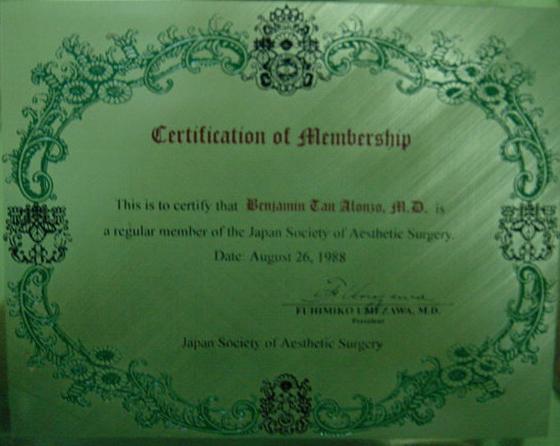 Certification of Membership
This is to certify that Benjamin Tan Alonzo, M.D. is
a regular member of the Japan Society of Aesthetic Surgery.
Date: August 26, 1988
FUHIMIKO UMEZAWA, M.D.
President
Japan Society of Aesthetic Surgery